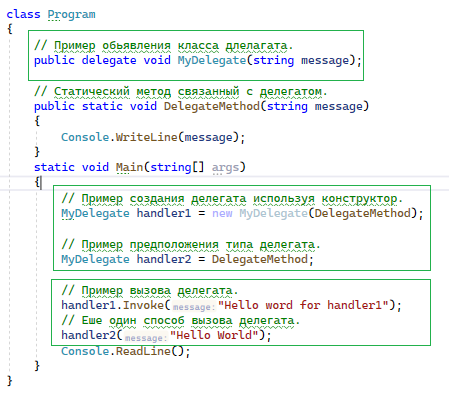 class Program
{
// Пример обьявления класса длелагата.
public delegate void MyDelegate(string message);
// Статический метод связанный с делегатом.
public static void DelegateMethod(string message)
{
Console.WriteLine(message);
}
static void Main(string[] args)
{
// Пример создания делегата используя конструктор.
MyDelegate handler1 = new MyDelegate(DelegateMethod);
// Пример предположения типа делегата.
MyDelegate handler2 = DelegateMethod;
// Пример вызова делегата.
handler1.Invoke(message:"Hello word for handler1");
// Еше один способ вызова делегата.
handler2(message:"Hello World");
Console.ReadLine();
}
}